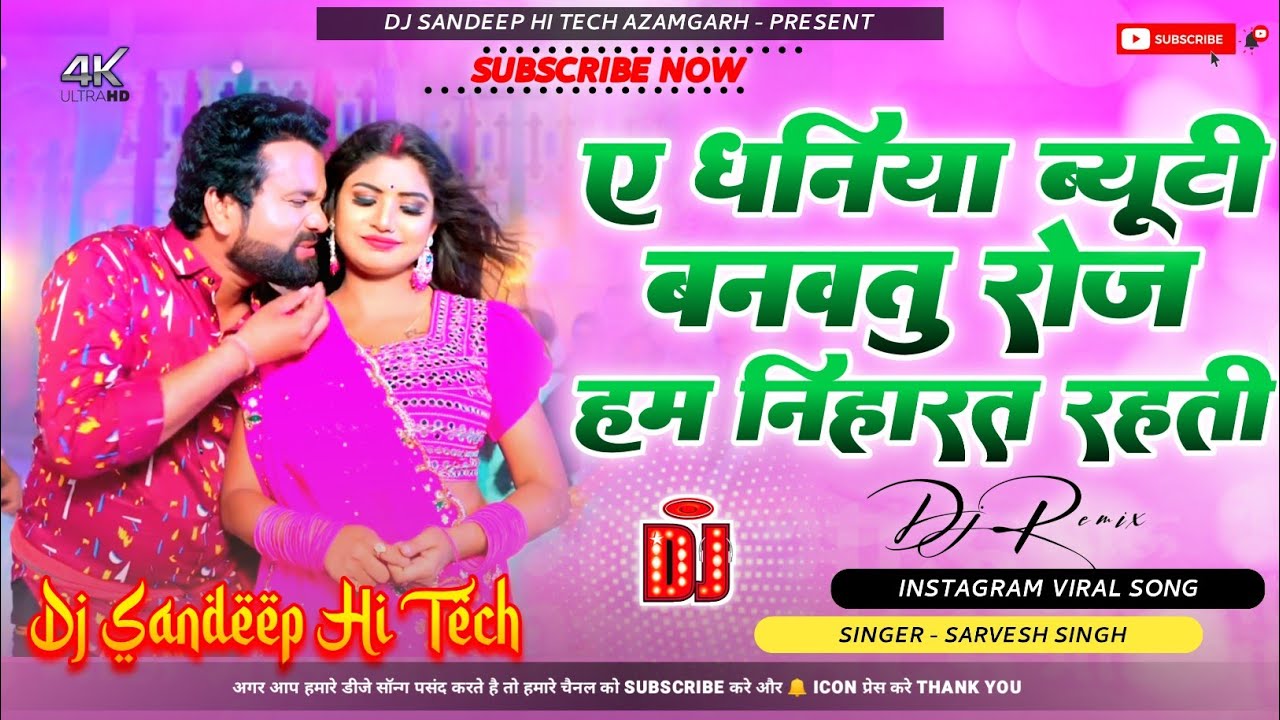 DJ SANDEEP HI TECH AZAMGARH - PRESENT
SUBSCRIBE NOW
SUBSCRIBE
4K
ULTRAHD
ए धनिया ब्यूटी
बनवतु रोज
हम निहारत रहती
Dj Remix
DJ
INSTAGRAM VIRAL SONG
SINGER - SARVESH SINGH
Dj Sandëëp Hi Tech
अगर आप हमारे डीजे सॉन्ग पसंद करते है तो हमारे चैनल को SUBSCRIBE करे और 🔔 ICON प्रेस करे THANK YOU